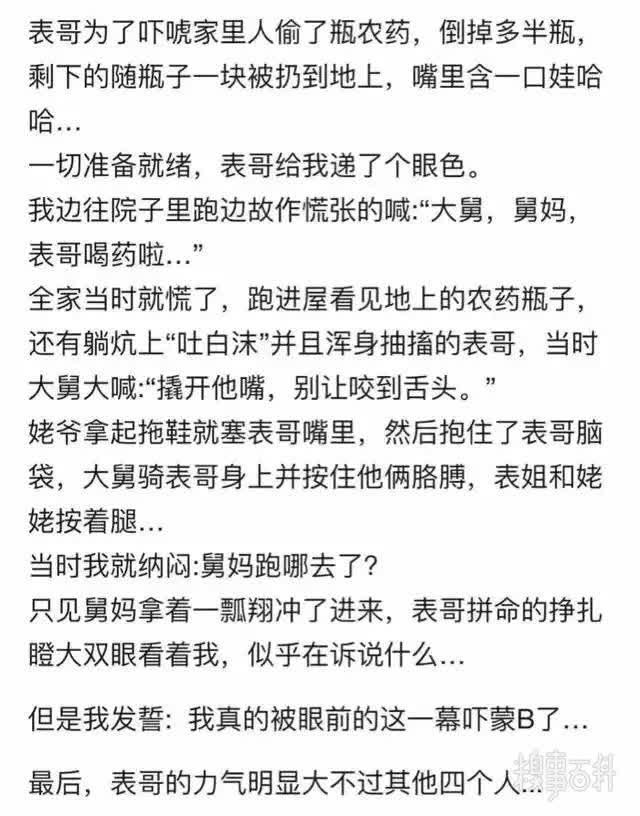 表哥为了吓唬家里人偷了瓶农药，倒掉多半瓶，
剩下的随瓶子一块被扔到地上，嘴里含一口娃哈
哈…
一切准备就绪，表哥给我递了个眼色。
我边往院子里跑边故作慌张的喊:“大舅，舅妈，
表哥喝药啦…”
全家当时就慌了，跑进屋看见地上的农药瓶子，
还有躺炕上“吐白沫”并且浑身抽搐的表哥，当时
大舅大喊:“撬开他嘴，别让咬到舌头。”
姥爷拿起拖鞋就塞表哥嘴里，然后抱住了表哥脑
袋，大舅骑表哥身上并按住他俩胳膊，表姐和姥
姥按着腿…
当时我就纳闷:舅妈跑哪去了？
只见舅妈拿着一瓢翔冲了进来，表哥拼命的挣扎
瞪大双眼看着我，似乎在诉说什么…
但是我发誓：我真的被眼前的这一幕吓蒙B了…
最后，表哥的力气明显大不过其他四个人...
糗事百科